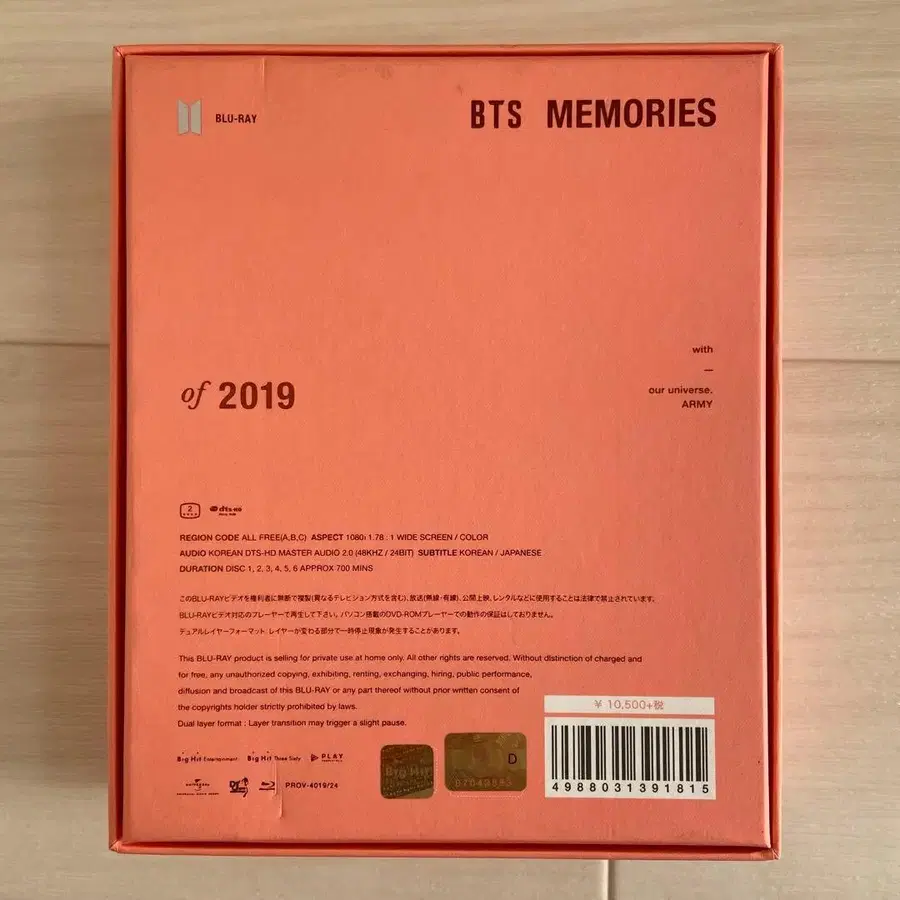 BLU-RAY
BTS MEMORIES
with
—
our universe.
ARMY
of 2019
2
dts-HD
REGION CODE ALL FREE(A,B,C) ASPECT 1080i 1.78 : 1 WIDE SCREEN / COLOR
AUDIO KOREAN DTS-HD MASTER AUDIO 2.0 (48KHZ / 24BIT) SUBTITLE KOREAN / JAPANESE
DURATION DISC 1, 2, 3, 4, 5, 6 APPROX 700 MINS
このBLU-RAYビデオを権利者に無断で複製(異なるテレビジョン方式を含む)、放送(無線・有線)、公開上映、レンタルなどに使用することは法律で禁止されています。
BLU-RAYビデオ対応のプレーヤーで再生して下さい。パソコン搭載のDVD-ROMプレーヤーでの動作の保証はしておりません。
デュアルレイヤーフォーマット: レイヤーが変わる部分で一時停止現象が発生することがあります。
This BLU-RAY product is selling for private use at home only. All other rights are reserved. Without distinction of charged and
for free, any unauthorized copying, exhibiting, renting, exchanging, hiring, public performance,
diffusion and broadcast of this BLU-RAY or any part thereof without prior written consent of
the copyrights holder strictly prohibited by laws.
Dual layer format : Layer transition may trigger a slight pause.
¥ 10,500+税
Big Hit Entertainment Big Hit Three Sixty PLAY
PROV-4019/24
Big Hit
D
4988031391815